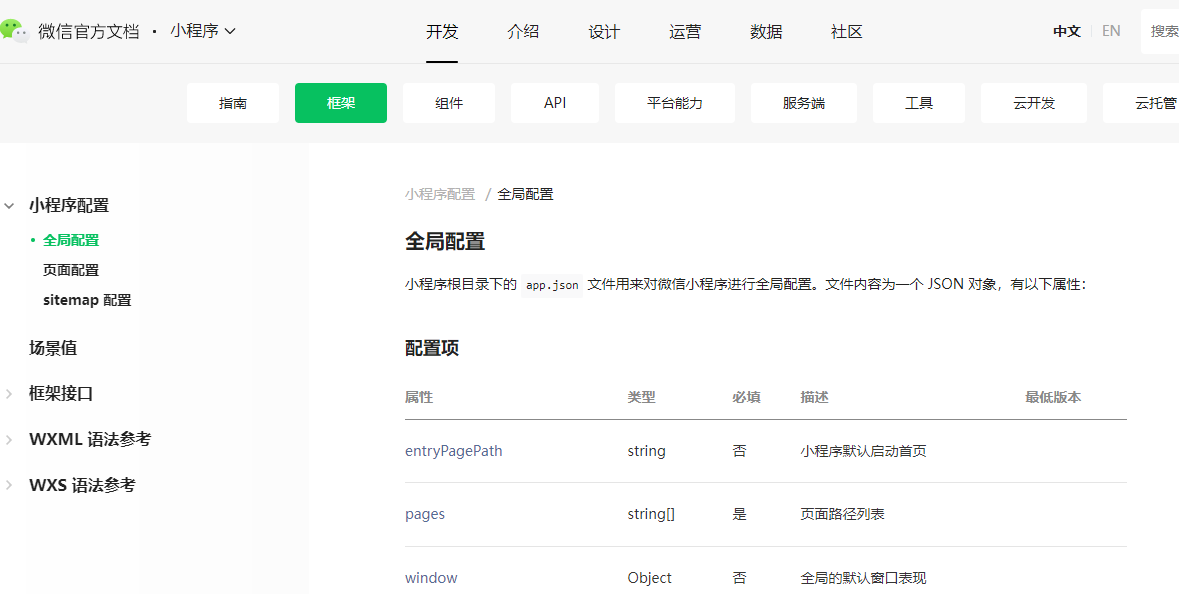 微信官方文档 · 小程序
开发 介绍 设计 运营 数据 社区 中文 EN 搜索
指南 框架 组件 API 平台能力 服务端 工具 云开发 云托管
小程序配置
全局配置
页面配置
sitemap 配置
场景值
框架接口
WXML 语法参考
WXS 语法参考
小程序配置 / 全局配置
全局配置
小程序根目录下的 app.json 文件用来对微信小程序进行全局配置。文件内容为一个 JSON 对象，有以下属性：
配置项
属性 类型 必填 描述 最低版本
entryPagePath string 否 小程序默认启动首页
pages string[] 是 页面路径列表
window Object 否 全局的默认窗口表现